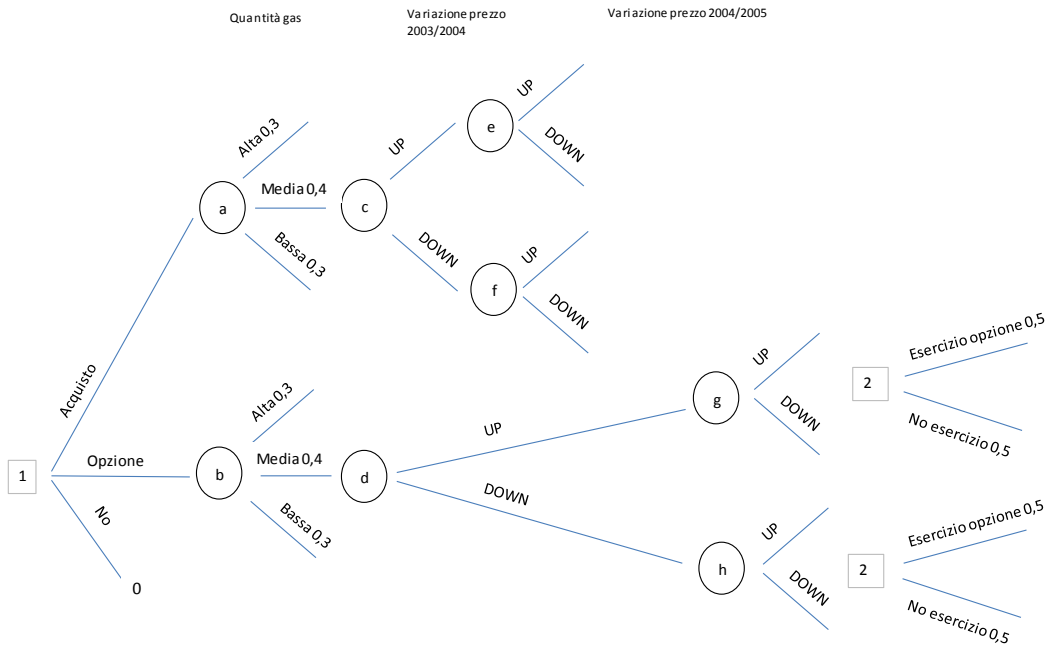 Quantità gas
Variazione prezzo
2003/2004
Variazione prezzo 2004/2005
UP
e
DOWN
Alta 0,3
UP
Media 0,4
a
c
Bassa 0,3
DOWN
UP
f
DOWN
Acquisto
Esercizio opzione 0,5
UP
2
g
DOWN
No esercizio 0,5
Alta 0,3
UP
Opzione
Media 0,4
1
b
d
DOWN
No
Bassa 0,3
0
Esercizio opzione 0,5
UP
2
h
DOWN
No esercizio 0,5